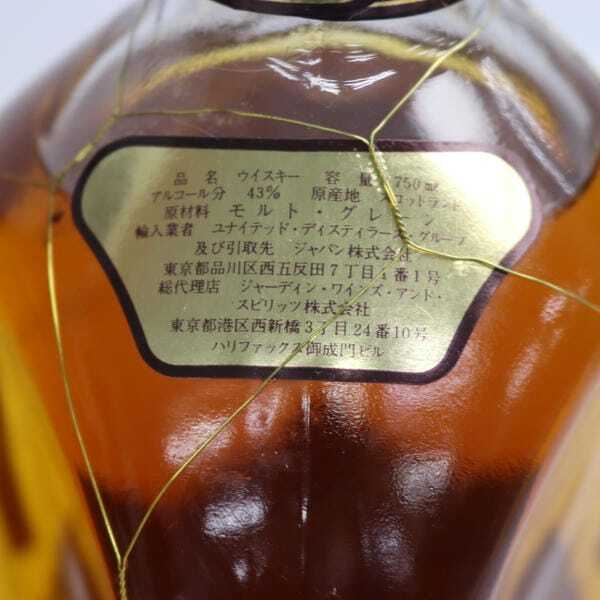 品名 ウイスキー 容量 750㎖
アルコール分 43% 原産地 スコットランド
原材料 モルト・グレーン
輸入業者 ユナイテッド・ディスティラーズ・グループ
及び引取先 ジャパン株式会社
東京都品川区西五反田7丁目4番1号
総代理店 ジャーディン・ワインズ・アンド・
スピリッツ株式会社
東京都港区西新橋3丁目24番10号
ハリファックス御成門ビル